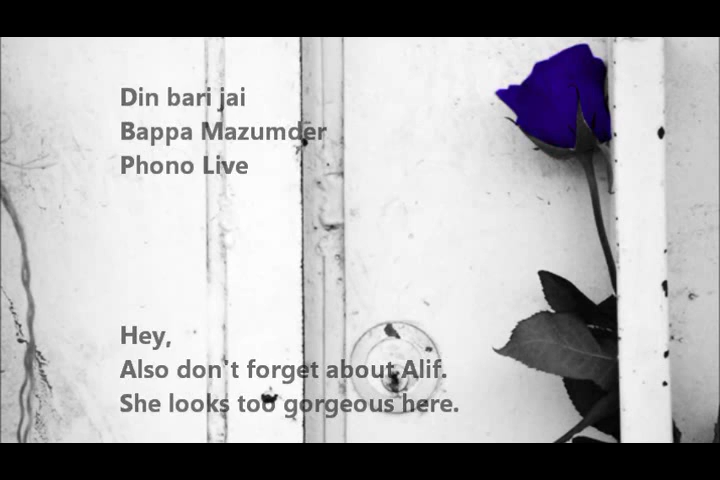 Din bari jai
Bappa Mazumder
Phono Live
Hey,
Also don't forget about Alif.
She looks too gorgeous here.